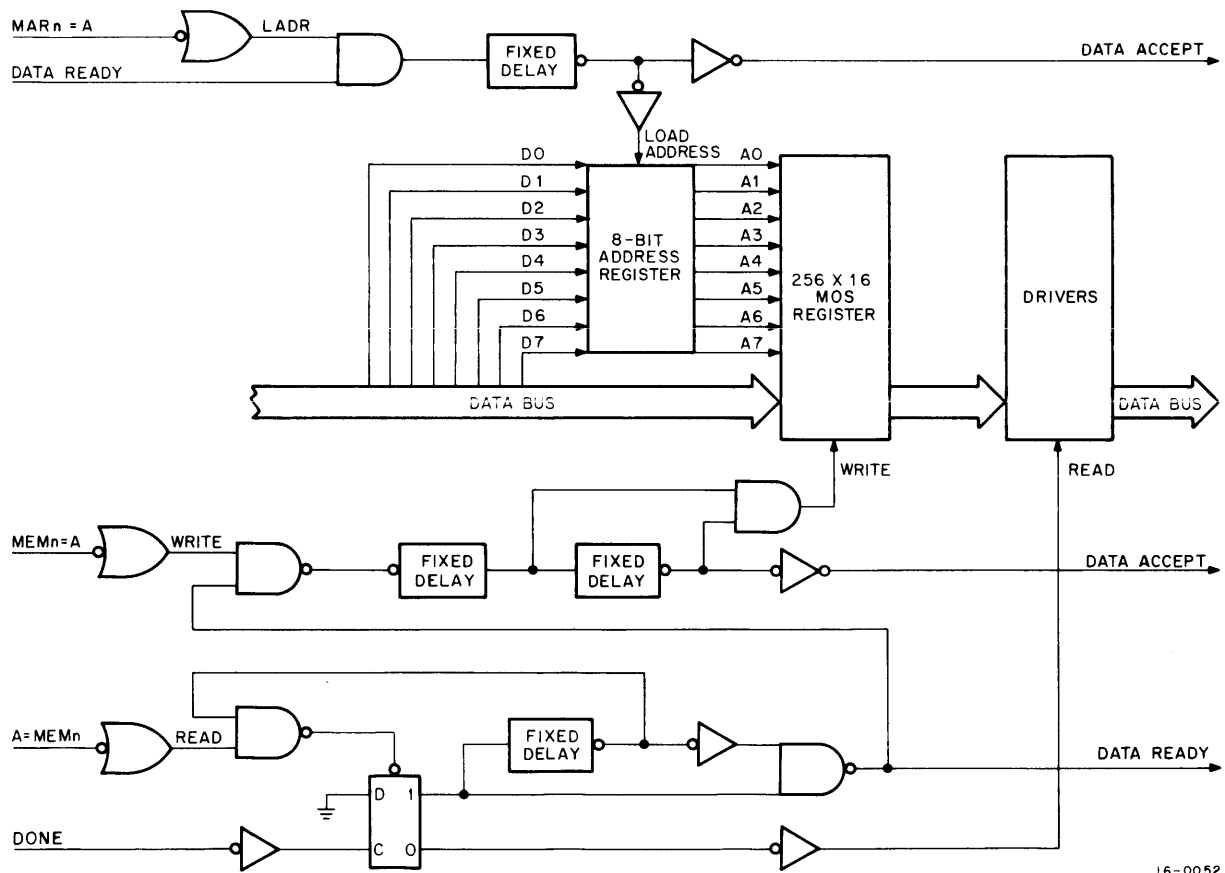 MARn = A
LADR
DATA READY
FIXED
DELAY
DATA ACCEPT
LOAD
ADDRESS
D0
D1
D2
D3
D4
D5
D6
D7
8-BIT
ADDRESS
REGISTER
A0
A1
A2
A3
A4
A5
A6
A7
256 X 16
MOS
REGISTER
DRIVERS
DATA BUS
DATA BUS
WRITE
READ
MEMn=A
WRITE
FIXED
DELAY
FIXED
DELAY
DATA ACCEPT
A=MEMn
READ
FIXED
DELAY
DATA READY
D 1
C 0
DONE
16-0052